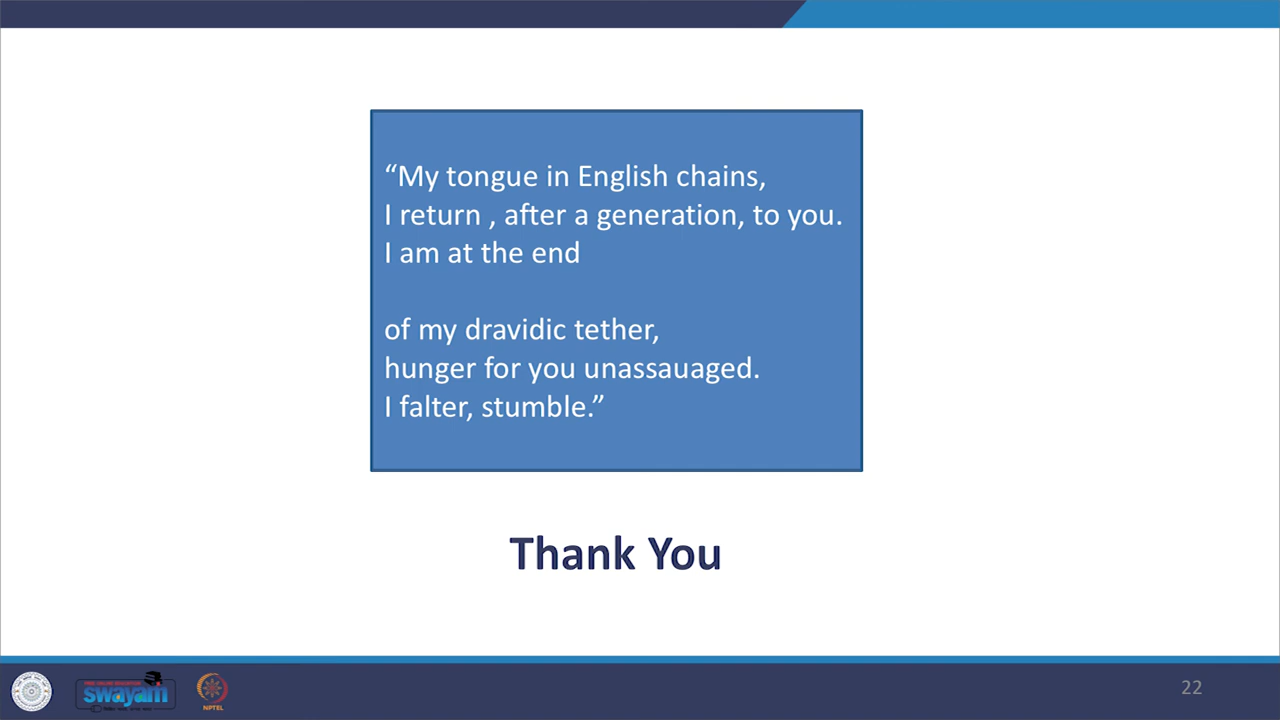 “My tongue in English chains,
I return , after a generation, to you.
I am at the end
of my dravidic tether,
hunger for you unassauaged.
I falter, stumble.”
Thank You
swayam
NPTEL
22